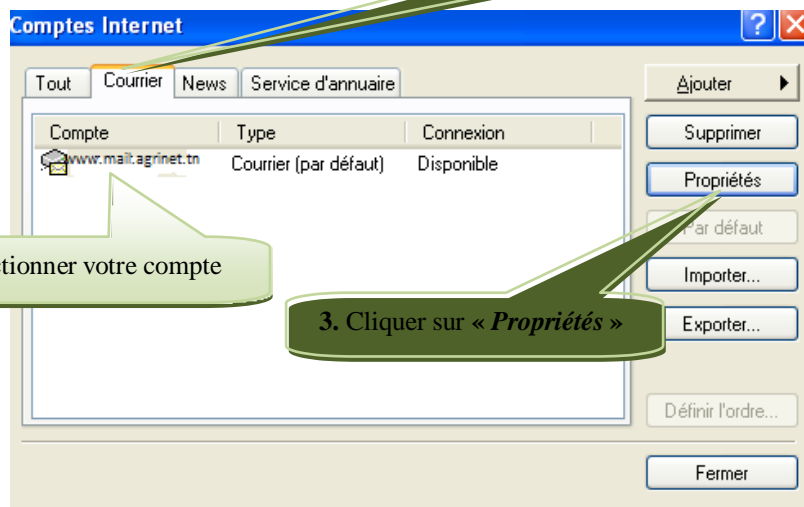 Comptes Internet
Tout Courrier News Service d'annuaire
Ajouter
Compte Type Connexion
Supprimer
www.mail.agrinet.tn Courrier (par défaut) Disponible
Propriétés
Par défaut
ctionner votre compte
Importer...
3. Cliquer sur « Propriétés »
Exporter...
Définir l'ordre...
Fermer